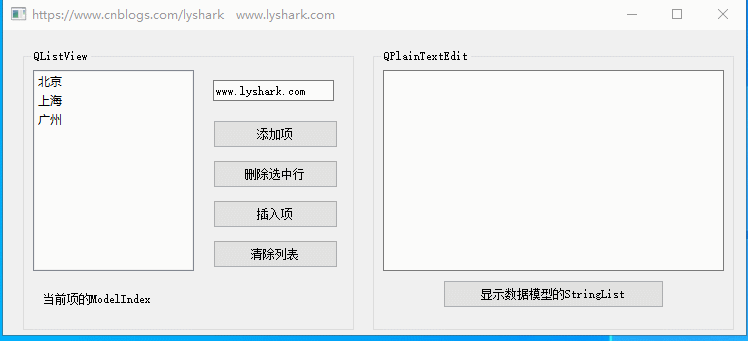 https://www.cnblogs.com/lyshark   www.lyshark.com
QListView
北京
上海
广州
www.lyshark.com
添加项
删除选中行
插入项
清除列表
当前项的ModelIndex
QPlainTextEdit
显示数据模型的StringList